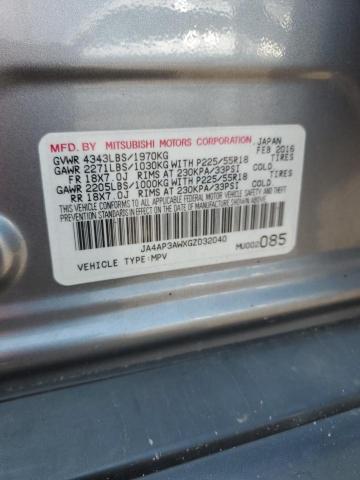 MFD. BY MITSUBISHI MOTORS CORPORATION, JAPAN
FEB 2016
GVWR 4343LBS/1970KG
GAWR 2271LBS/1030KG WITH P225/55R18 TIRES
FR 18X7.0J RIMS AT 230KPA/33PSI COLD
GAWR 2205LBS/1000KG WITH P225/55R18 TIRES
RR 18X7.0J RIMS AT 230KPA/33PSI COLD
THIS VEHICLE CONFORMS TO ALL APPLICABLE
FEDERAL MOTOR VEHICLE SAFETY, BUMPER AND
THEFT PREVENTION STANDARDS IN EFFECT ON
THE DATE OF MANUFACTURE SHOWN ABOVE.
JA4AP3AWXGZ032040 MU002085
VEHICLE TYPE:MPV